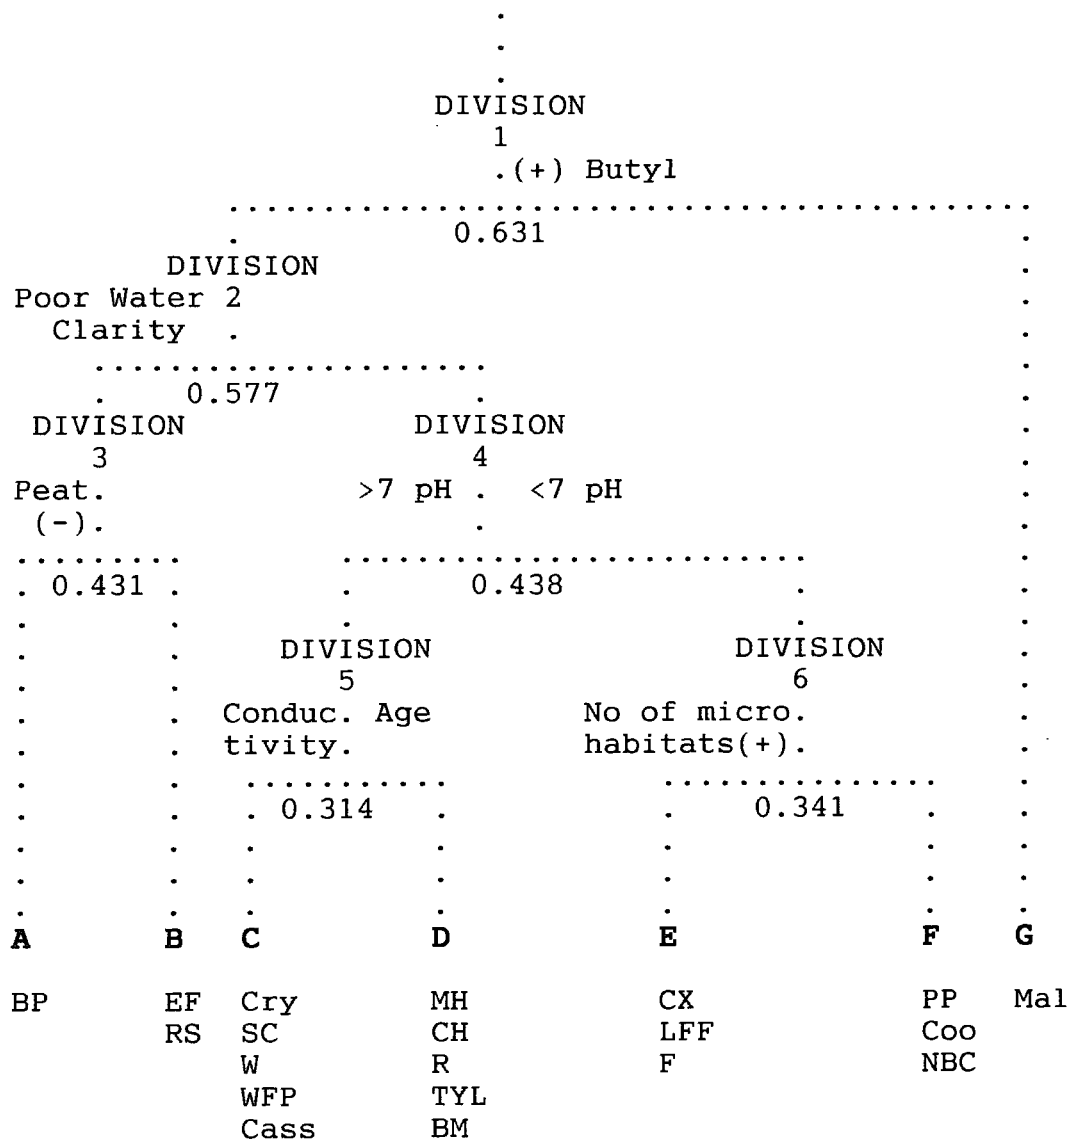 DIVISION
1
.(+) Butyl
0.631
DIVISION
Poor Water 2
Clarity .
0.577
DIVISION DIVISION
3 4
Peat. >7 pH . <7 pH
(-).
. 0.431 . . 0.438 .
DIVISION DIVISION
5 6
Conduc. Age No of micro.
tivity. habitats(+).
. 0.314 . . 0.341 . .
A B C D E F G
BP EF Cry MH CX PP Mal
RS SC CH LFF Coo
W R F NBC
WFP TYL
Cass BM